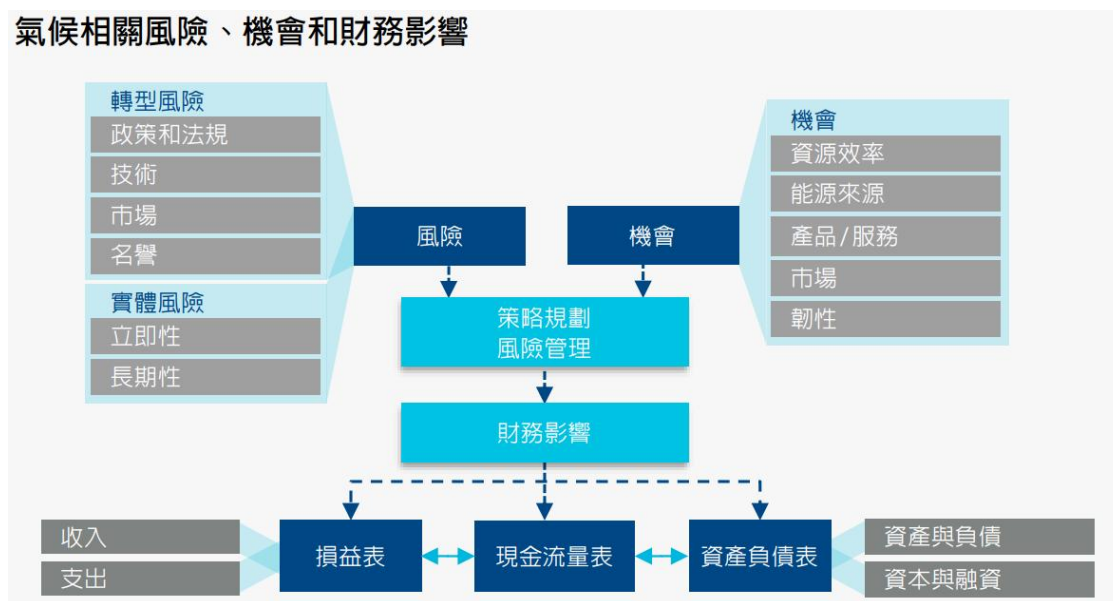 氣候相關風險、機會和財務影響
轉型風險
政策和法規
技術
市場
名譽
實體風險
立即性
長期性
風險
機會
機會
資源效率
能源來源
產品/服務
市場
韌性
策略規劃
風險管理
財務影響
收入
支出
損益表
現金流量表
資產負債表
資產與負債
資本與融資